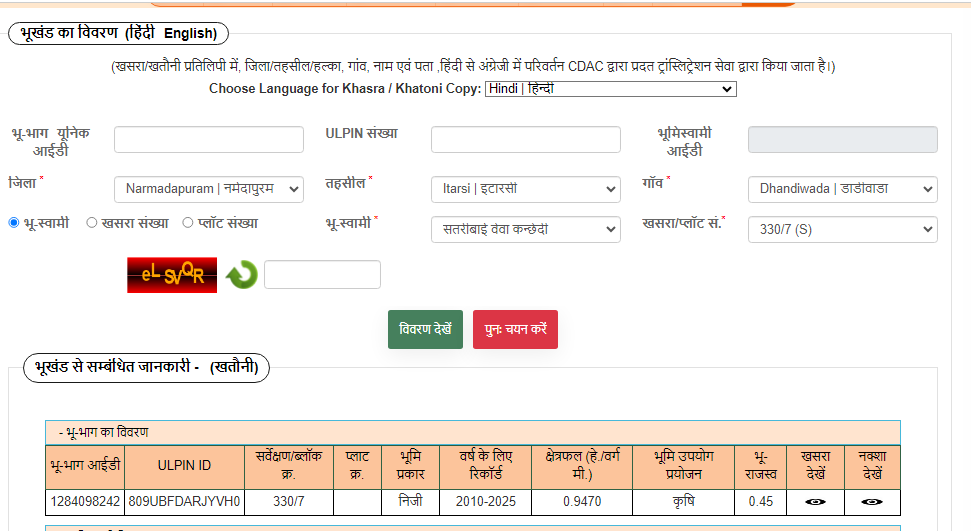 भूखंड का विवरण (हिंदी English)
(खसरा/खतौनी प्रतिलिपी में, जिला/तहसील/हल्का, गांव, नाम एवं पता ,हिंदी से अंग्रेजी में परिवर्तन CDAC द्वारा प्रदत ट्रांस्लिट्रेशन सेवा द्वारा किया जाता है।)
Choose Language for Khasra / Khatoni Copy: Hindi | हिन्दी
भू-भाग यूनिक आईडी ULPIN संख्या भूमिस्वामी आईडी
जिला * Narmadapuram | नर्मदापुरम तहसील * Itarsi | इटारसी गॉव * Dhandiwada | डाडीवाडा
भू-स्वामी खसरा संख्या प्लॉट संख्या भू-स्वामी * सतरीबाई वेवा कन्छेदी खसरा/प्लॉट सं.* 330/7 (S)
eLSVQR
विवरण देखें पुनः चयन करें
भूखंड से सम्बंधित जानकारी - (खतौनी)
- भू-भाग का विवरण
भू-भाग आईडी ULPIN ID सर्वेक्षण/ब्लॉक क्र. प्लाट क्र. भूमि प्रकार वर्ष के लिए रिकॉर्ड क्षेत्रफल (हे./वर्ग मी.) भूमि उपयोग प्रयोजन भू-राजस्व खसरा देखें नक्शा देखें
1284098242 809UBFDARJYVH0 330/7 निजी 2010-2025 0.9470 कृषि 0.45